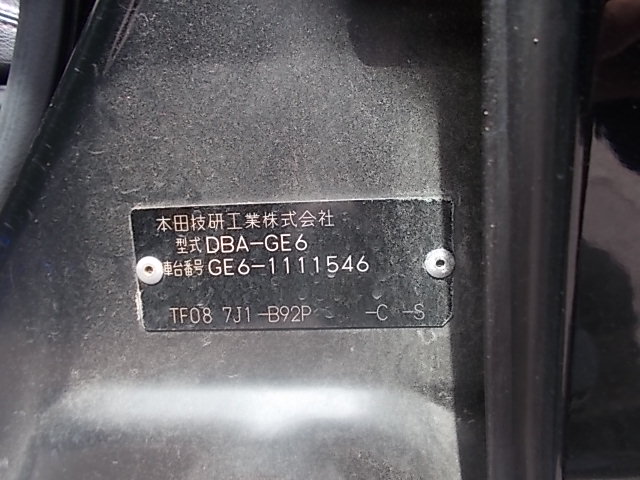 本田技研工業株式会社
型式 DBA-GE6
車台番号 GE6-1111546
TF08 7J1-B92P -C -S